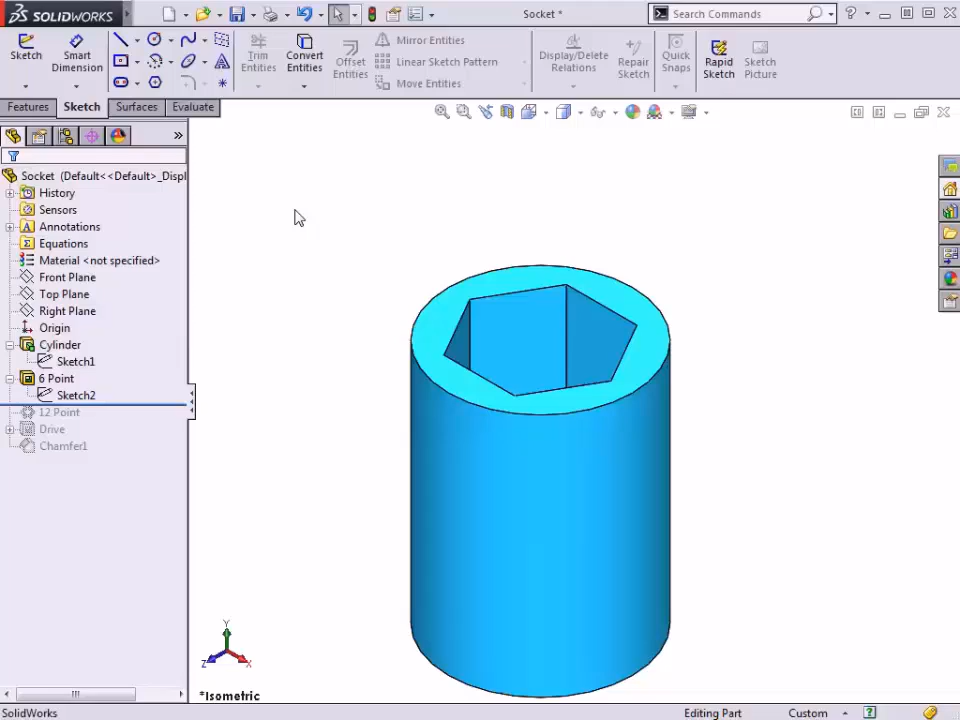 SOLIDWORKS
Socket *
Search Commands
Sketch
Smart Dimension
Trim Entities
Convert Entities
Offset Entities
Mirror Entities
Linear Sketch Pattern
Move Entities
Display/Delete Relations
Repair Sketch
Quick Snaps
Rapid Sketch
Sketch Picture
Features
Sketch
Surfaces
Evaluate
Socket (Default<<Default>_Displ
History
Sensors
Annotations
Equations
Material <not specified>
Front Plane
Top Plane
Right Plane
Origin
Cylinder
Sketch1
6 Point
Sketch2
12 Point
Drive
Chamfer1
Y
Z
X
*Isometric
SolidWorks
Editing Part
Custom